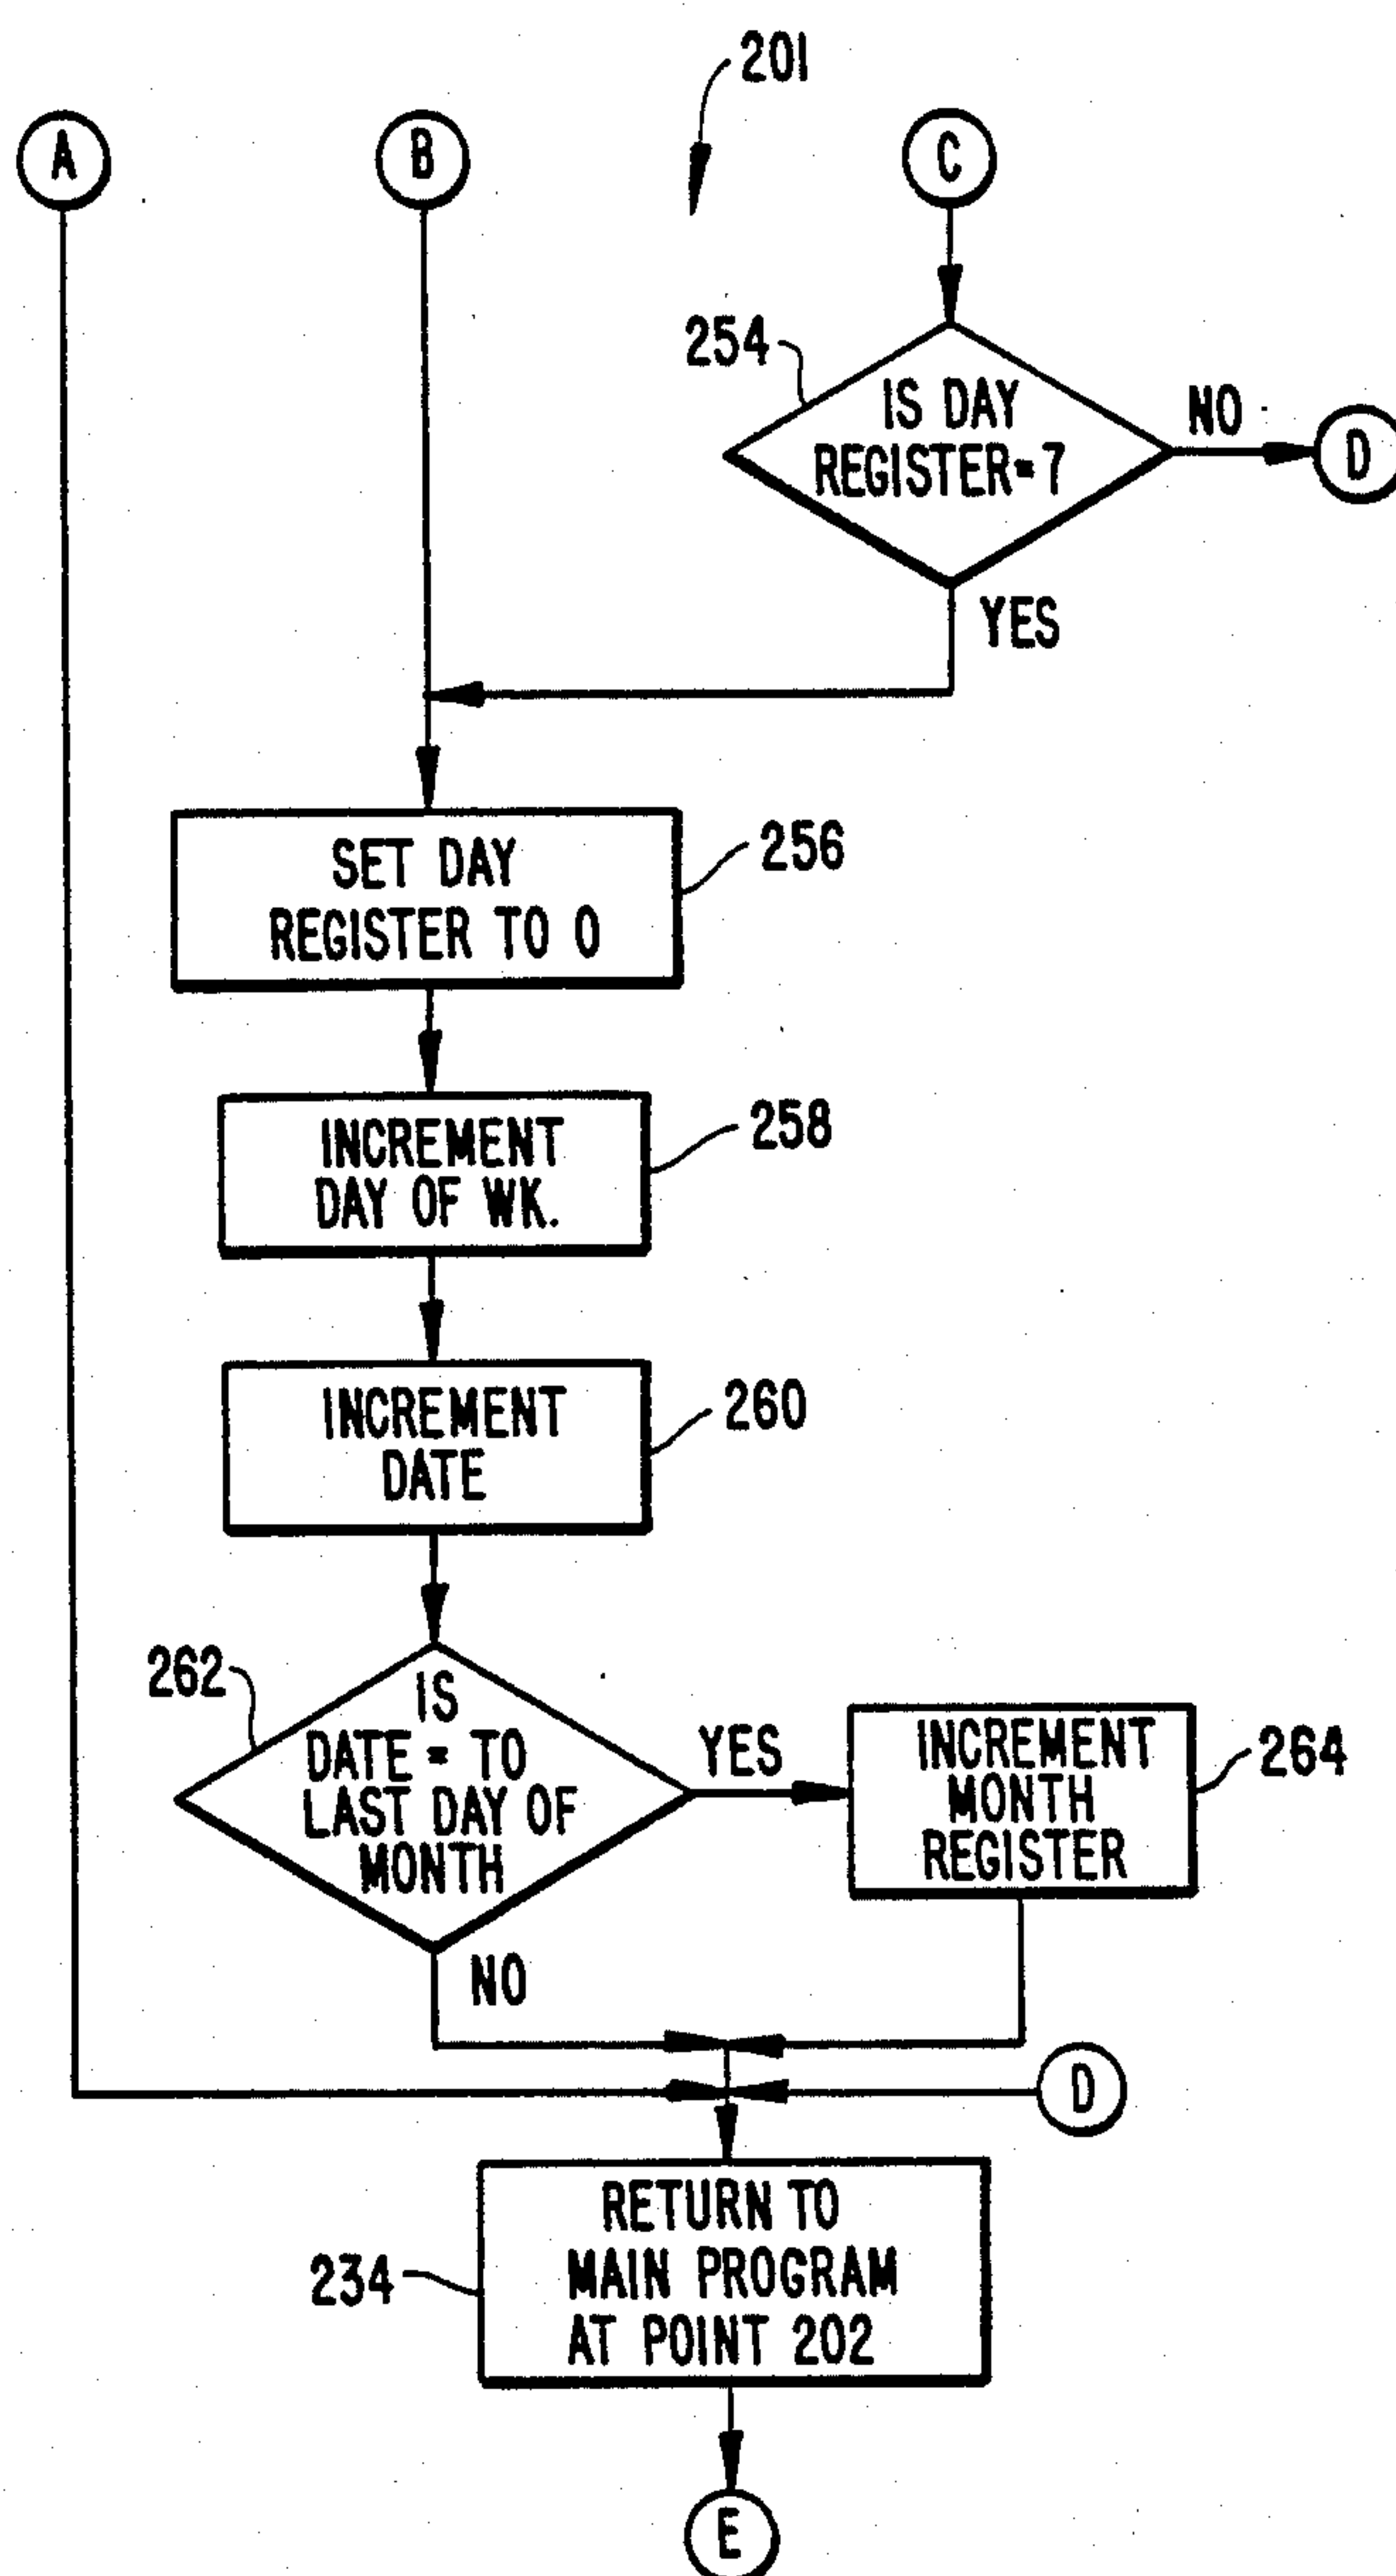 201
A
B
C
254
IS DAY
REGISTER=7
NO
D
YES
SET DAY
REGISTER TO 0
256
INCREMENT
DAY OF WK.
258
INCREMENT
DATE
260
262
IS
DATE = TO
LAST DAY OF
MONTH
YES
INCREMENT
MONTH
REGISTER
264
NO
D
RETURN TO
MAIN PROGRAM
AT POINT 202
234
E